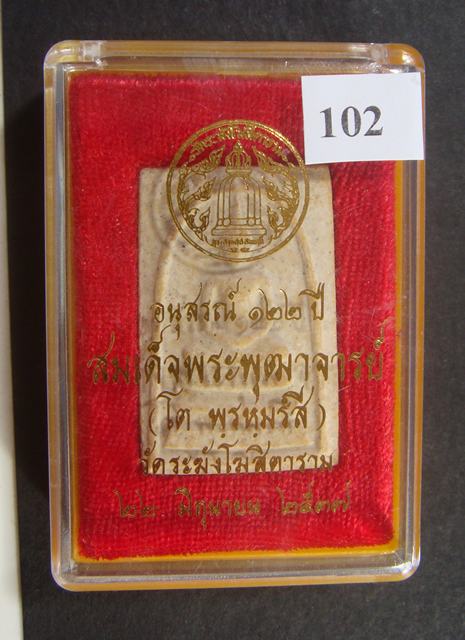 102
อนุสรณ์ ๑๒๒ ปี
สมเด็จพระพุฒาจารย์
(โต พรหฺมรํสี)
วัดระฆังโฆสิตาราม
๒๒ มิถุนายน ๒๕๓๗